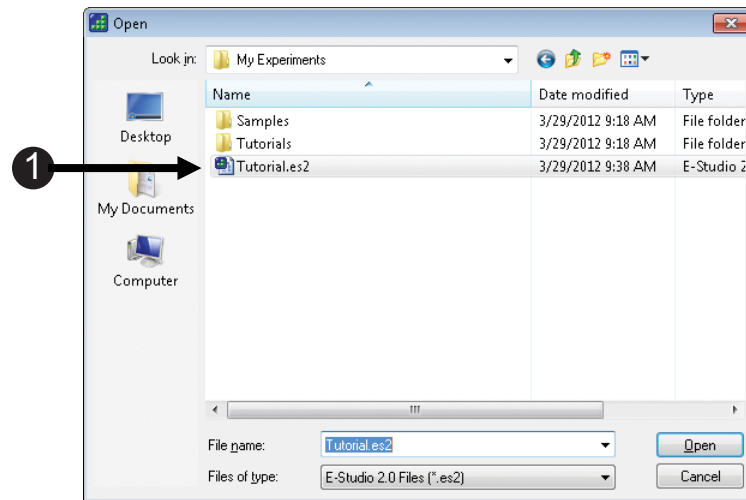 Open
Look in: My Experiments
Name Date modified Type
Samples 3/29/2012 9:18 AM File folder
Tutorials 3/29/2012 9:18 AM File folder
1 Tutorial.es2 3/29/2012 9:38 AM E-Studio 2
Desktop
My Documents
Computer
File name: Tutorial.es2 Open
Files of type: E-Studio 2.0 Files (*.es2) Cancel